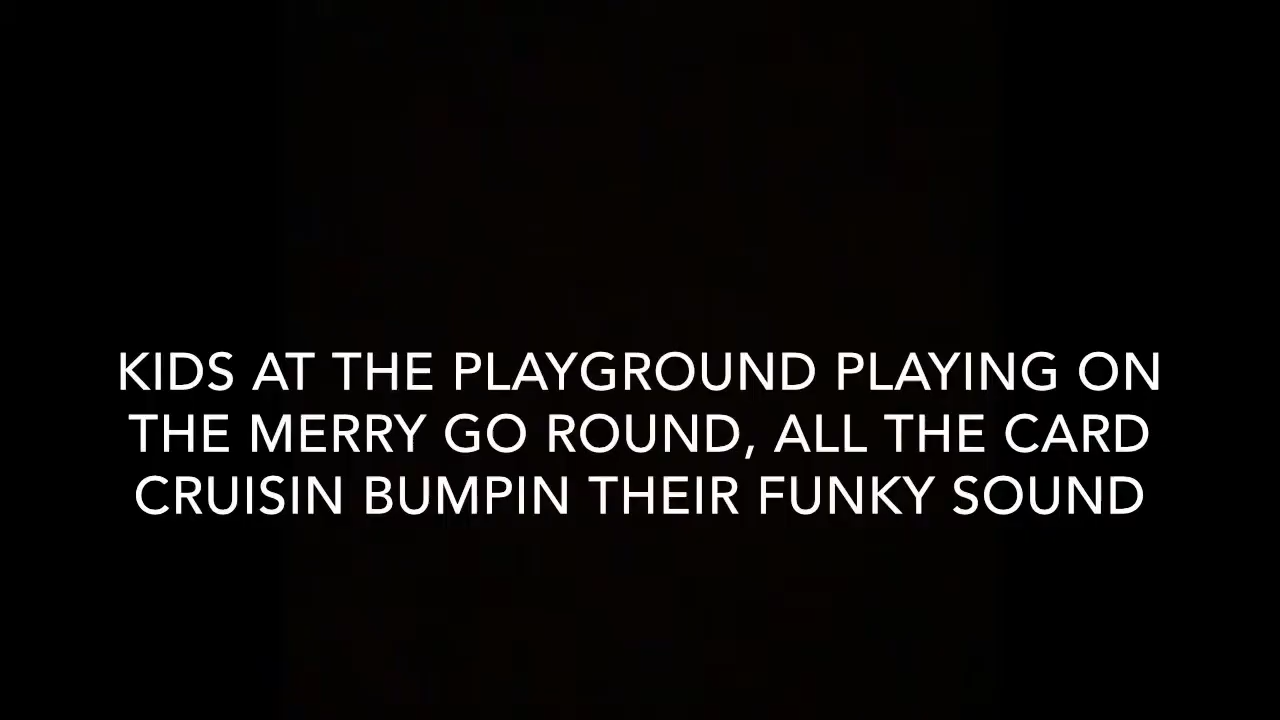 KIDS AT THE PLAYGROUND PLAYING ON
THE MERRY GO ROUND, ALL THE CARD
CRUISIN BUMPIN THEIR FUNKY SOUND